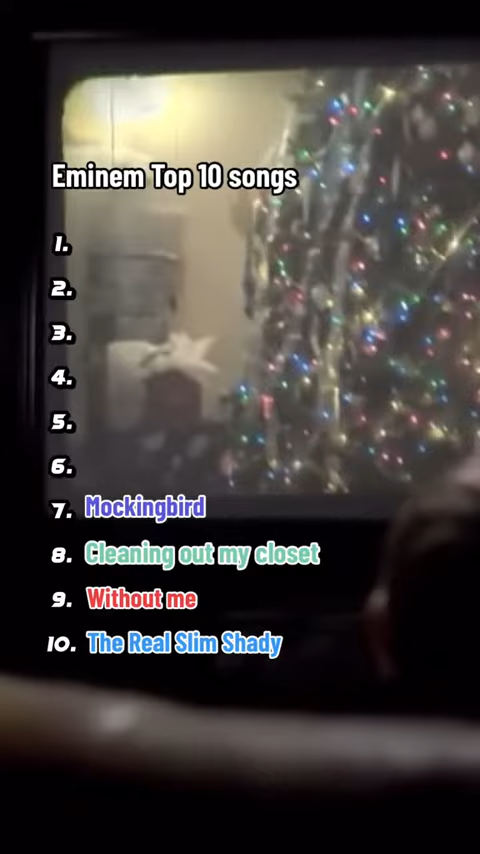 Eminem Top 10 songs
1.
2.
3.
4.
5.
6.
7. Mockingbird
8. Cleaning out my closet
9. Without me
10. The Real Slim Shady